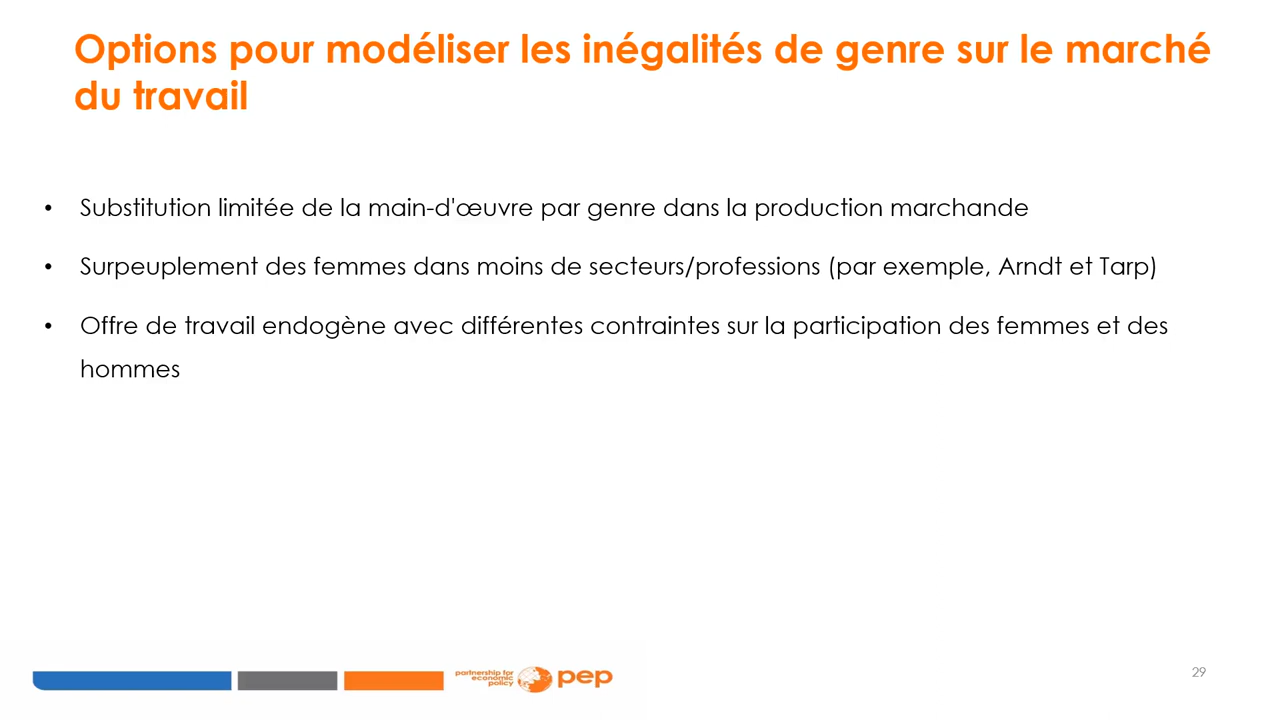 Options pour modéliser les inégalités de genre sur le marché
du travail
• Substitution limitée de la main-d'œuvre par genre dans la production marchande
• Surpeuplement des femmes dans moins de secteurs/professions (par exemple, Arndt et Tarp)
• Offre de travail endogène avec différentes contraintes sur la participation des femmes et des
hommes
partnership for
economic
policy
pep
29